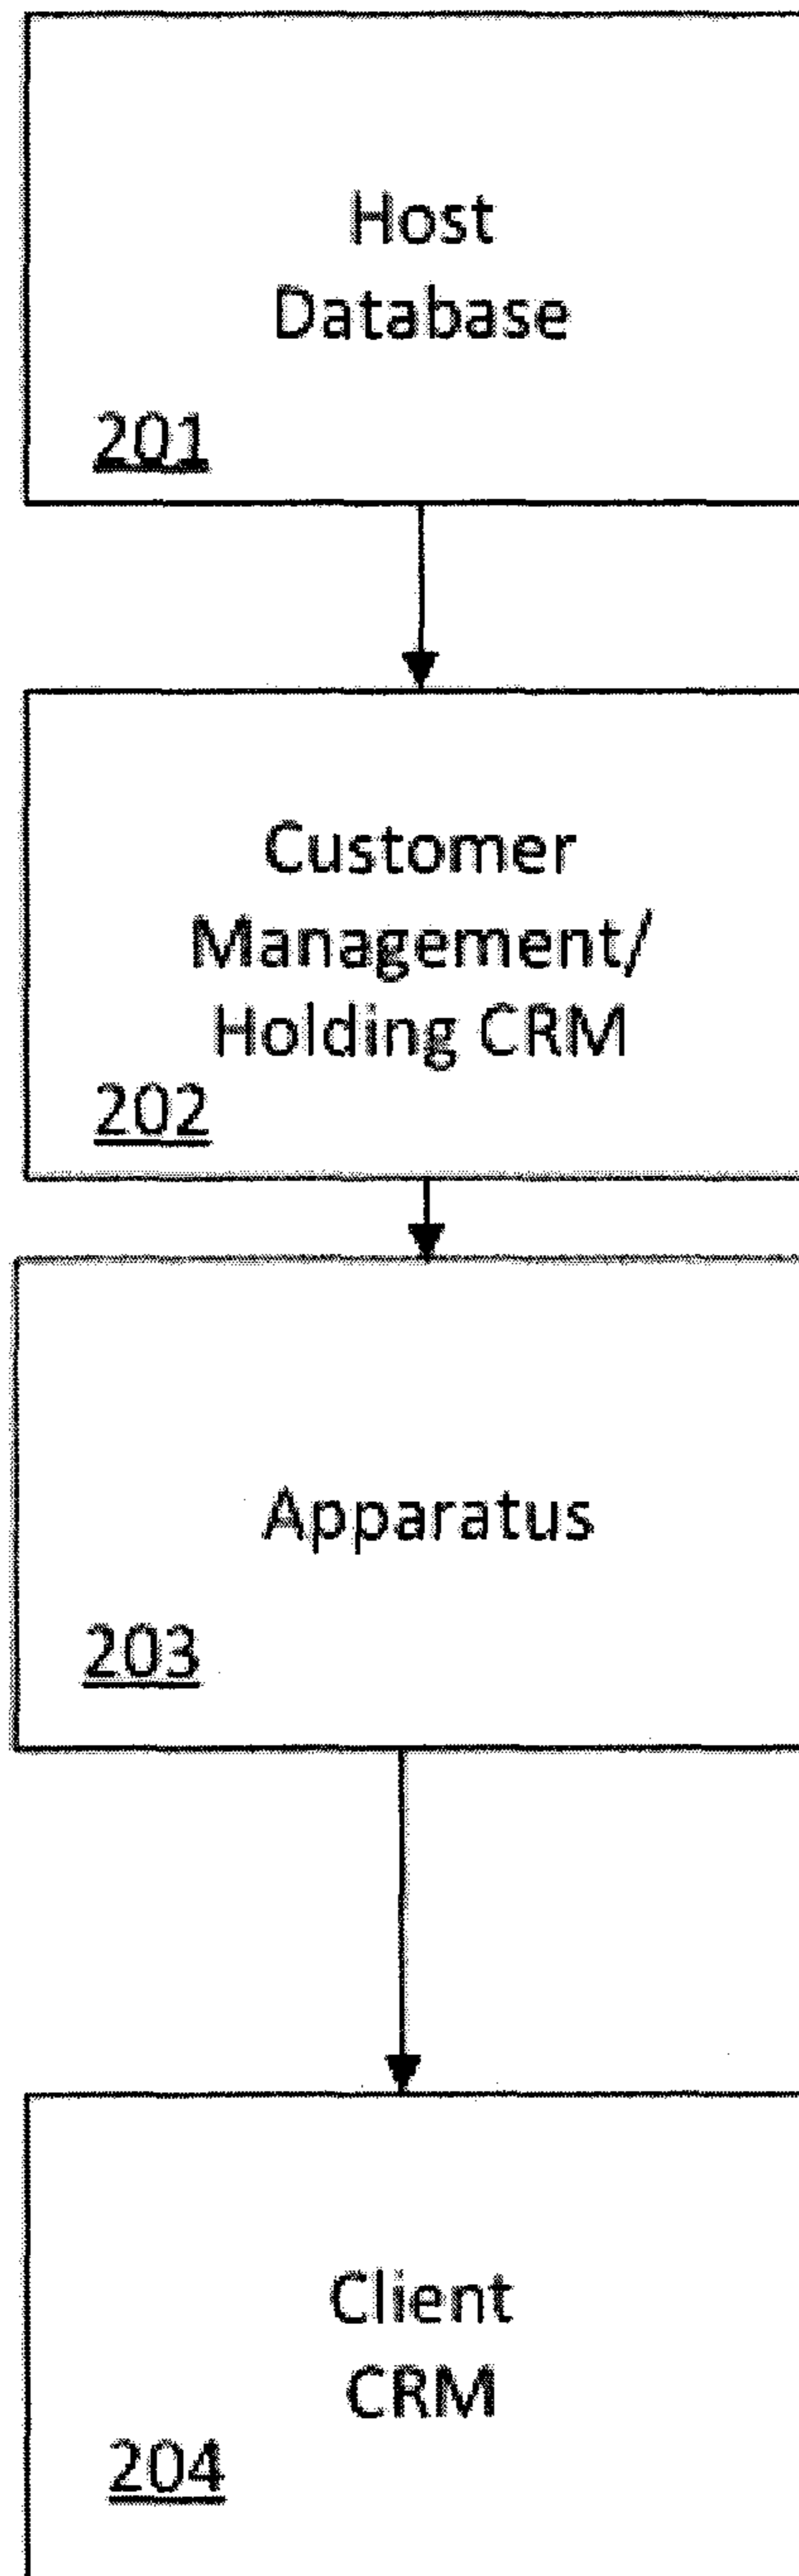 Host
Database
201
Customer
Management/
Holding CRM
202
Apparatus
203
Client
CRM
204